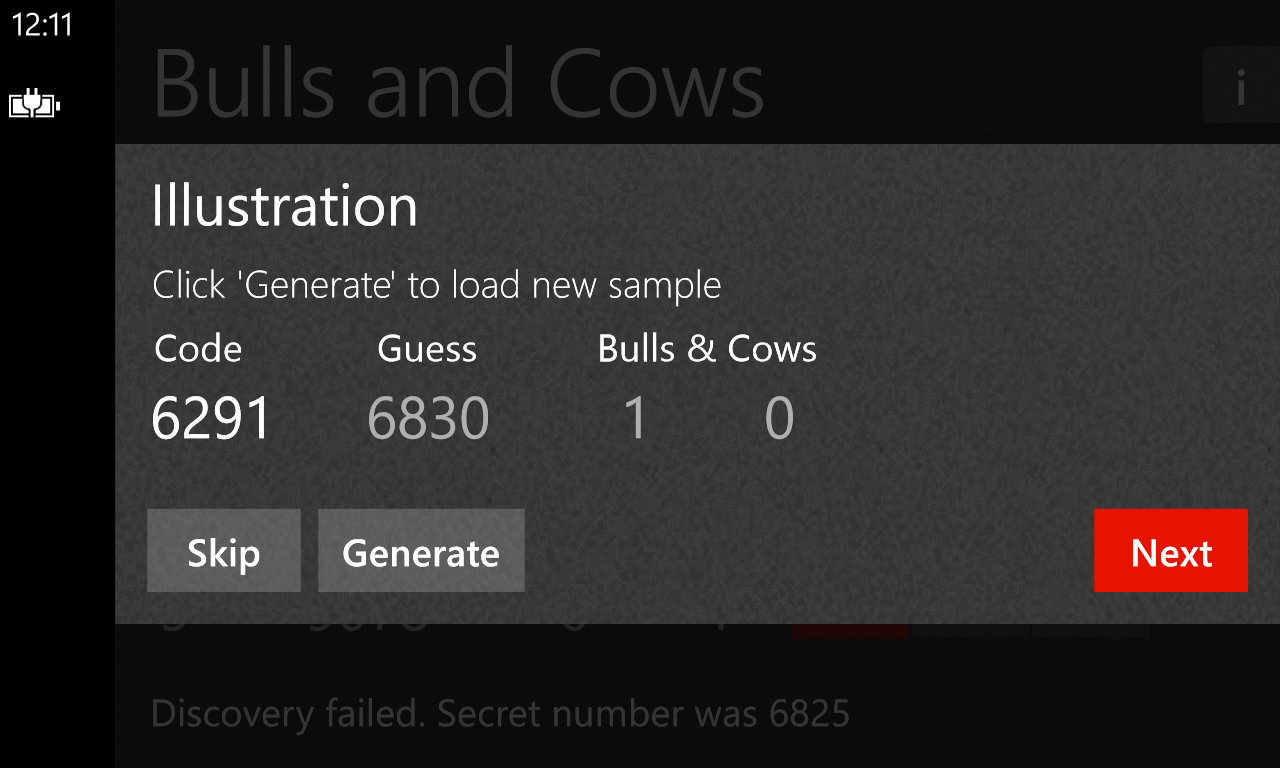 12:11
Bulls and Cows
i
Illustration
Click 'Generate' to load new sample
Code Guess Bulls & Cows
6291 6830 1 0
Skip Generate Next
Discovery failed. Secret number was 6825